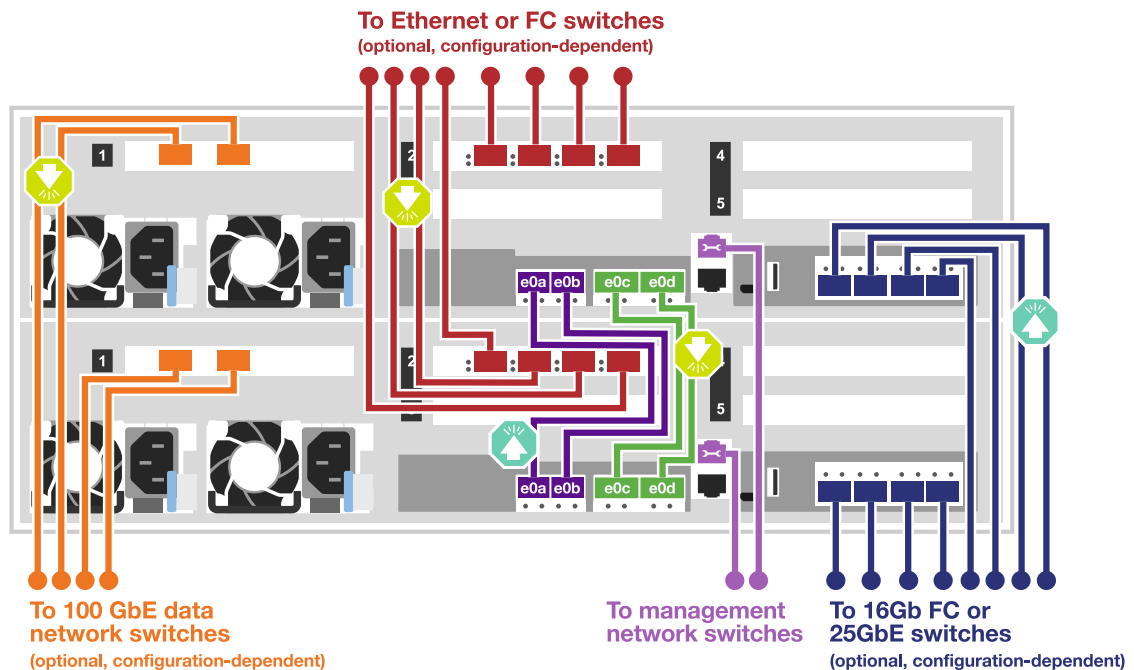 To Ethernet or FC switches
(optional, configuration-dependent)
1
2
4
5
e0a e0b e0c e0d
1
2
5
e0a e0b e0c e0d
To 100 GbE data
network switches
(optional, configuration-dependent)
To management
network switches
To 16Gb FC or
25GbE switches
(optional, configuration-dependent)